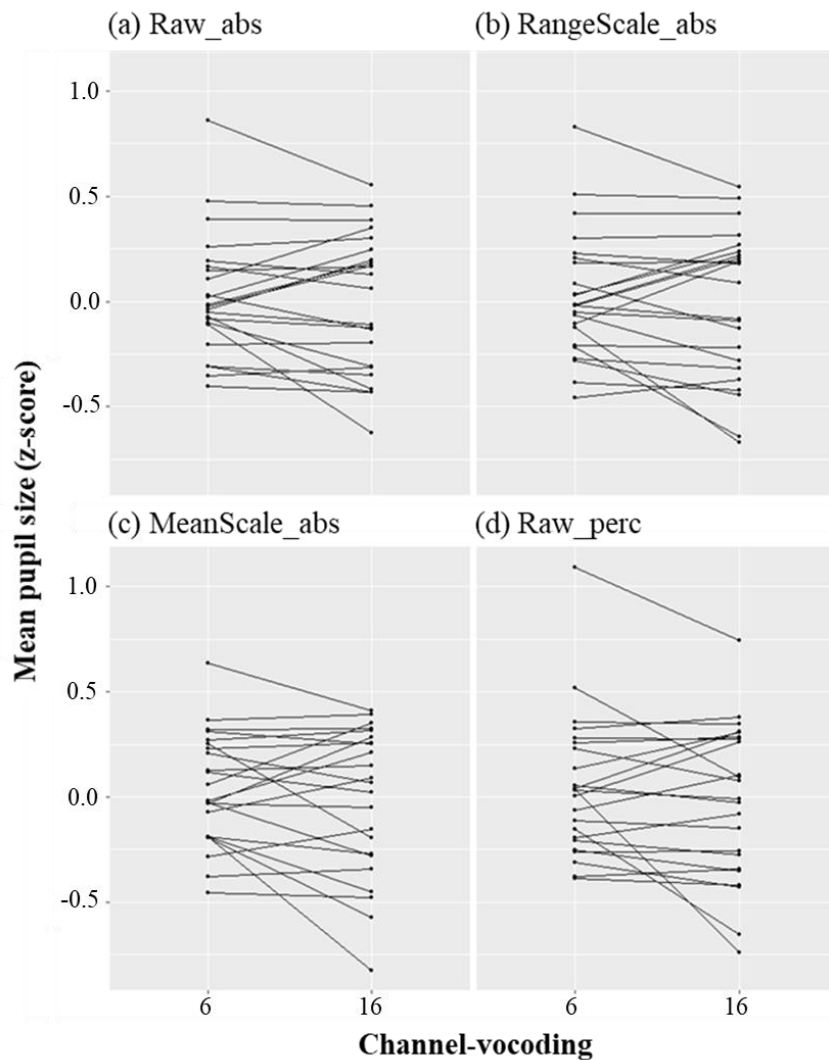 (a) Raw_abs
(b) RangeScale_abs
1.0
0.5
0.0
-0.5
Mean pupil size (z-score)
(c) MeanScale_abs
(d) Raw_perc
1.0
0.5
0.0
-0.5
6
16
6
16
Channel-vocoding